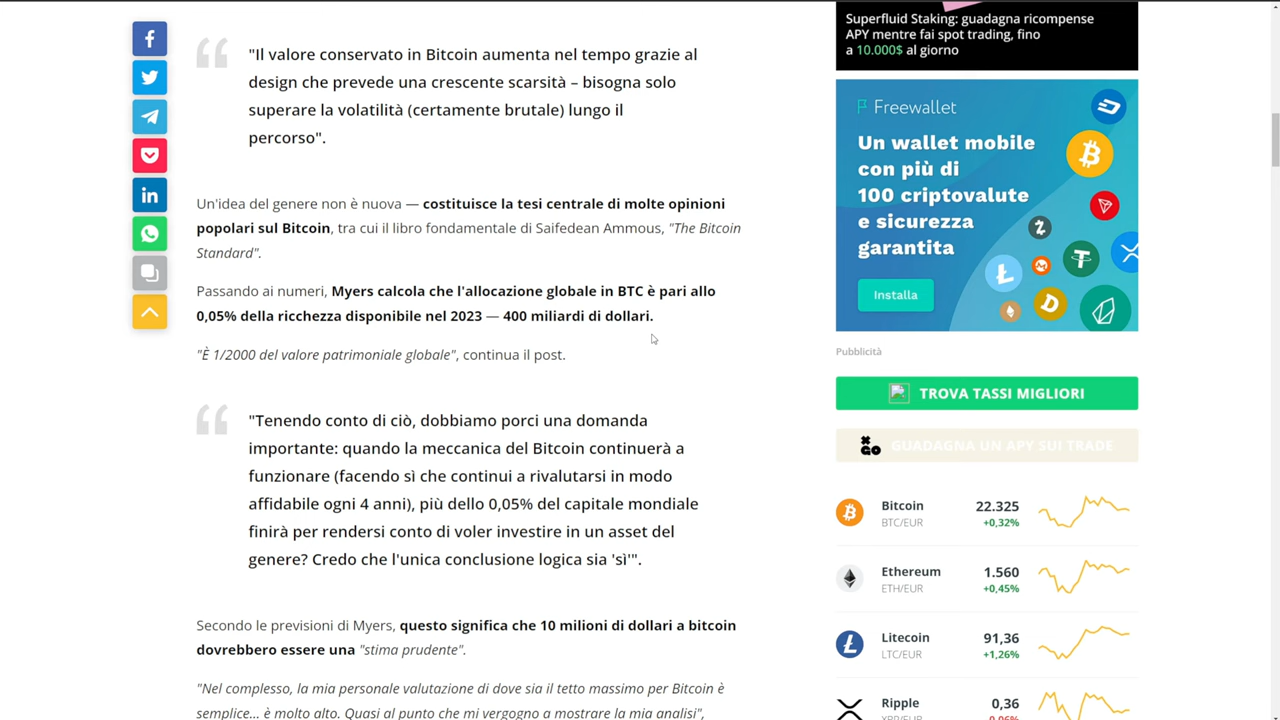 "Il valore conservato in Bitcoin aumenta nel tempo grazie al
design che prevede una crescente scarsità – bisogna solo
superare la volatilità (certamente brutale) lungo il
percorso".
Un'idea del genere non è nuova — costituisce la tesi centrale di molte opinioni
popolari sul Bitcoin, tra cui il libro fondamentale di Saifedean Ammous, "The Bitcoin
Standard".
Passando ai numeri, Myers calcola che l'allocazione globale in BTC è pari allo
0,05% della ricchezza disponibile nel 2023 — 400 miliardi di dollari.
"È 1/2000 del valore patrimoniale globale", continua il post.
"Tenendo conto di ciò, dobbiamo porci una domanda
importante: quando la meccanica del Bitcoin continuerà a
funzionare (facendo sì che continui a rivalutarsi in modo
affidabile ogni 4 anni), più dello 0,05% del capitale mondiale
finirà per rendersi conto di voler investire in un asset del
genere? Credo che l'unica conclusione logica sia 'sì'".
Secondo le previsioni di Myers, questo significa che 10 milioni di dollari a bitcoin
dovrebbero essere una "stima prudente".
"Nel complesso, la mia personale valutazione di dove sia il tetto massimo per Bitcoin è
semplice... è molto alto. Quasi al punto che mi vergogno a mostrare la mia analisi",
Superfluid Staking: guadagna ricompense
APY mentre fai spot trading, fino
a 10.000$ al giorno
Freewallet
Un wallet mobile
con più di
100 criptovalute
e sicurezza
garantita
Installa
Pubblicità
TROVA TASSI MIGLIORI
GUADAGNA UN APY SUI TRADE
Bitcoin 22.325
BTC/EUR +0,32%
Ethereum 1.560
ETH/EUR +0,45%
Litecoin 91,36
LTC/EUR +1,26%
Ripple 0,36
XRP/EUR -0,06%